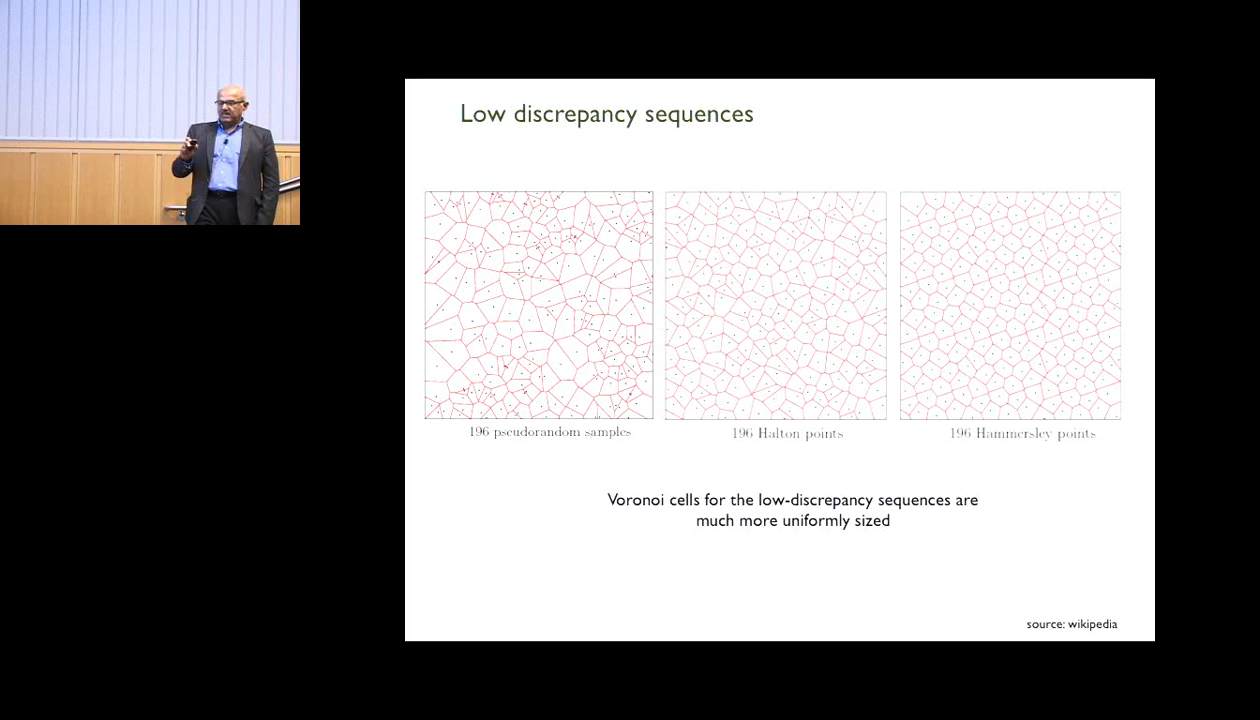 Low discrepancy sequences
196 pseudorandom samples
196 Halton points
196 Hammersley points
Voronoi cells for the low-discrepancy sequences are
much more uniformly sized
source: wikipedia